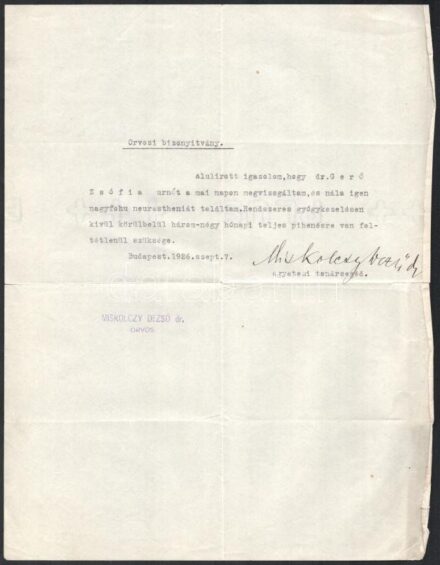 Orvosi bizonyitvány.
Alulirott igazolom,hogy dr.G e r ő
Z s ó f i a urnőt a mai napon megvizsgáltam,és nála igen
nagyfoku neurastheniát találtam.Rendszeres gyógykezelésen
kivül körülbelül három-négy hónapi teljes pihenésre van fel-
tétlenül szüksége.
Budapest.1926.szept.7.
Miskolczy Dezső dr
egyetemi tanársegéd.
MISKOLCZY DEZSŐ dr.
ORVOS